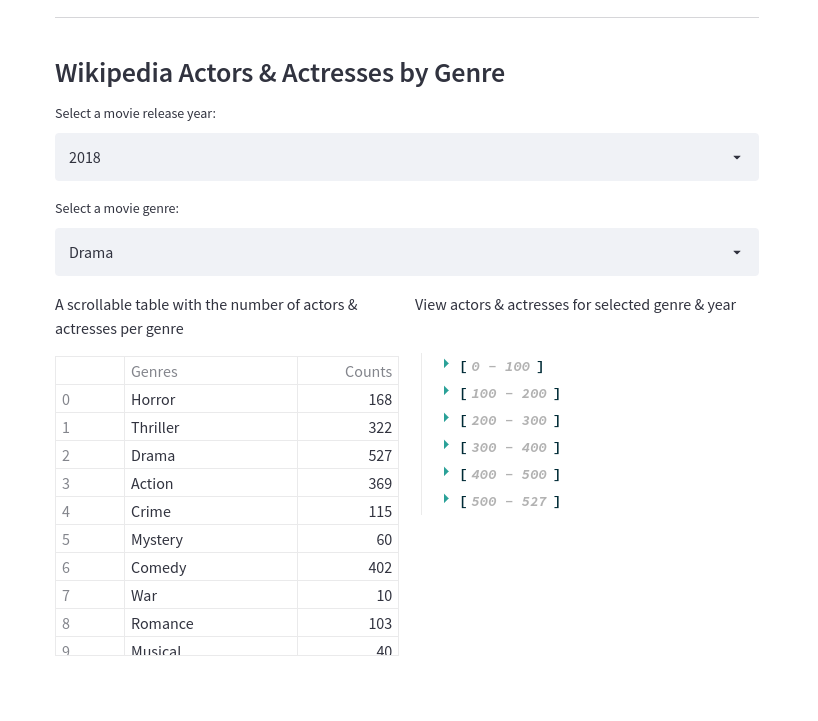 Wikipedia Actors & Actresses by Genre
Select a movie release year:
2018
Select a movie genre:
Drama
A scrollable table with the number of actors &
actresses per genre
Genres Counts
0 Horror 168
1 Thriller 322
2 Drama 527
3 Action 369
4 Crime 115
5 Mystery 60
6 Comedy 402
7 War 10
8 Romance 103
9 Musical 40
View actors & actresses for selected genre & year
[ 0 – 100 ]
[ 100 – 200 ]
[ 200 – 300 ]
[ 300 – 400 ]
[ 400 – 500 ]
[ 500 – 527 ]